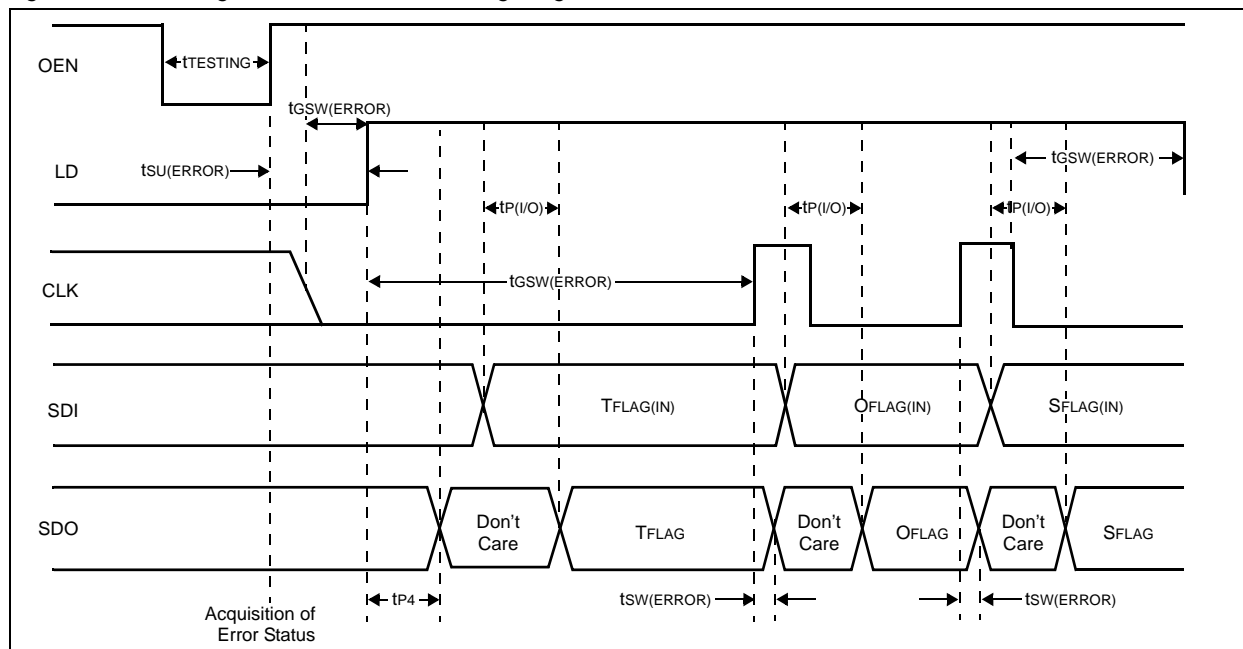 OEN
tTESTING
tGSW(ERROR)
LD
tSU(ERROR)
tGSW(ERROR)
tP(I/O)
tP(I/O)
tP(I/O)
CLK
tGSW(ERROR)
SDI
TFLAG(IN)
OFLAG(IN)
SFLAG(IN)
SDO
Don't
Care
TFLAG
Don't
Care
OFLAG
Don't
Care
SFLAG
tP4
tSW(ERROR)
tSW(ERROR)
Acquisition of
Error Status